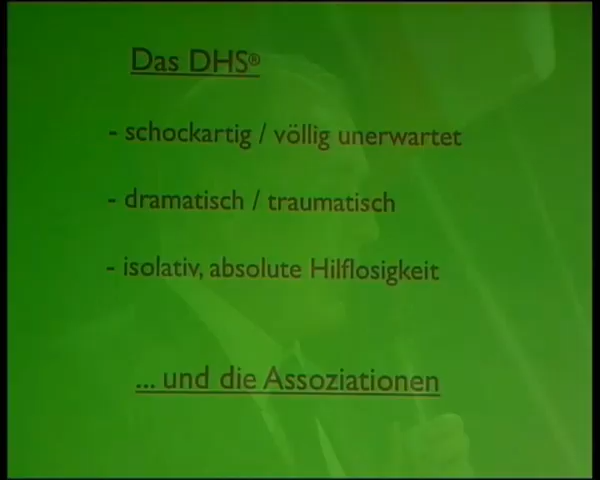 Das DHS®
- schockartig / völlig unerwartet
- dramatisch / traumatisch
- isolativ, absolute Hilflosigkeit
... und die Assoziationen